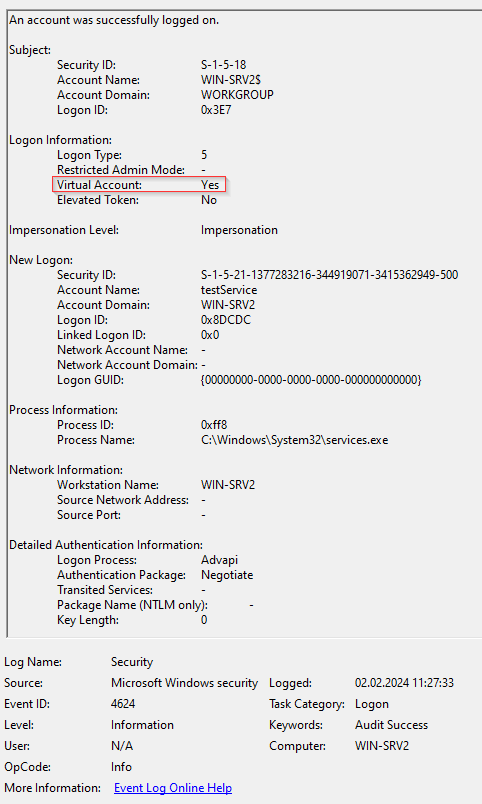 An account was successfully logged on.
Subject:
Security ID: S-1-5-18
Account Name: WIN-SRV2$
Account Domain: WORKGROUP
Logon ID: 0x3E7
Logon Information:
Logon Type: 5
Restricted Admin Mode: -
Virtual Account: Yes
Elevated Token: No
Impersonation Level: Impersonation
New Logon:
Security ID: S-1-5-21-1377283216-344919071-3415362949-500
Account Name: testService
Account Domain: WIN-SRV2
Logon ID: 0x8DCDC
Linked Logon ID: 0x0
Network Account Name: -
Network Account Domain: -
Logon GUID: {00000000-0000-0000-0000-000000000000}
Process Information:
Process ID: 0xff8
Process Name: C:\Windows\System32\services.exe
Network Information:
Workstation Name: WIN-SRV2
Source Network Address: -
Source Port: -
Detailed Authentication Information:
Logon Process: Advapi
Authentication Package: Negotiate
Transited Services: -
Package Name (NTLM only): -
Key Length: 0
Log Name: Security
Source: Microsoft Windows security Logged: 02.02.2024 11:27:33
Event ID: 4624 Task Category: Logon
Level: Information Keywords: Audit Success
User: N/A Computer: WIN-SRV2
OpCode: Info
More Information: Event Log Online Help